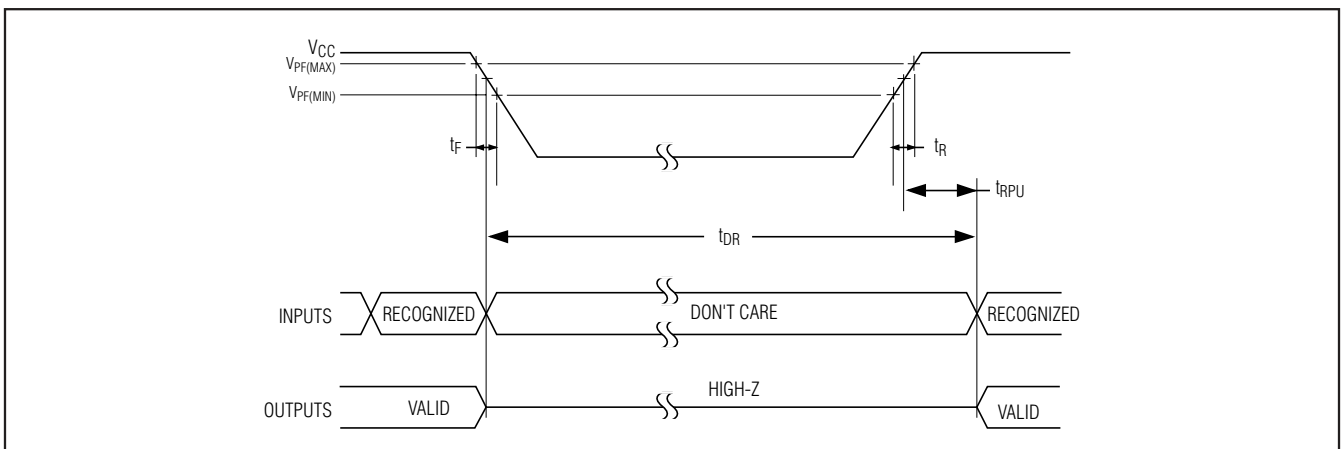 VCC
VPF(MAX)
VPF(MIN)
tF
tR
tRPU
tDR
INPUTS RECOGNIZED DON'T CARE RECOGNIZED
OUTPUTS VALID HIGH-Z VALID